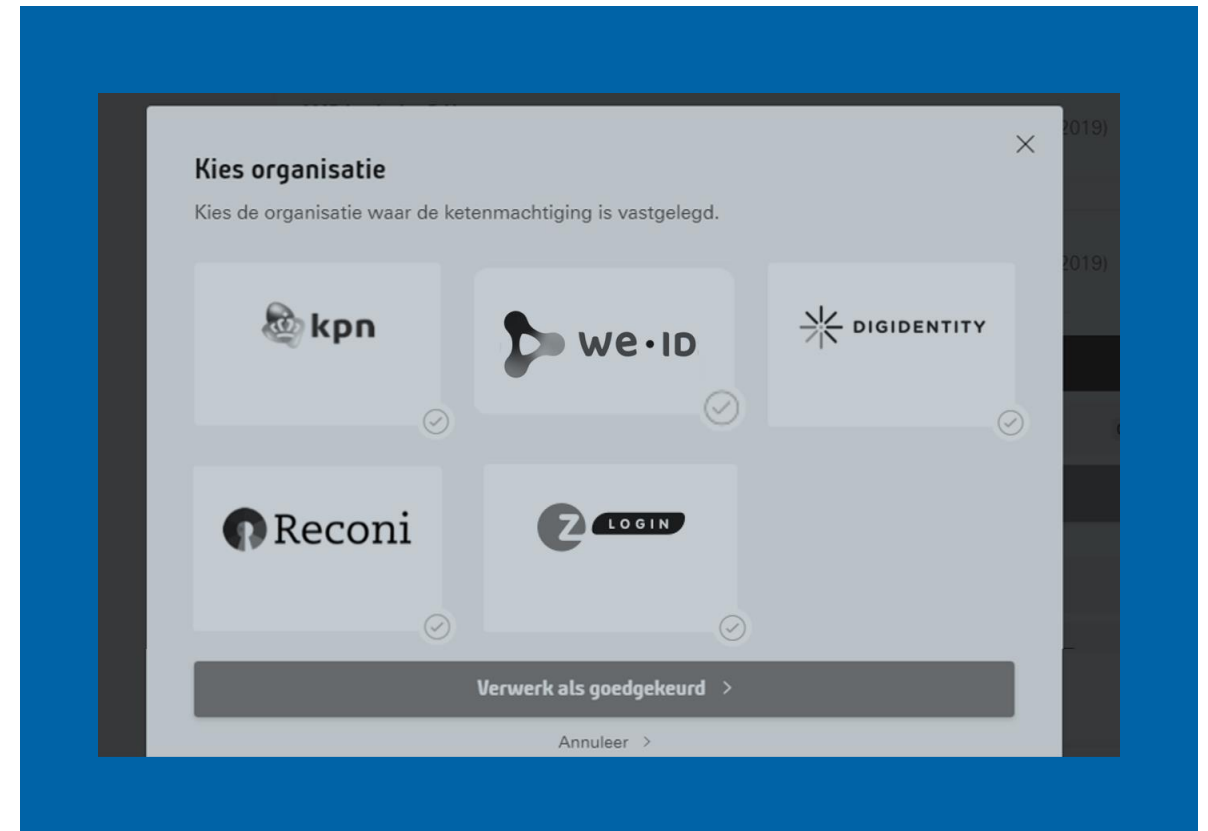 2019)
Kies organisatie
Kies de organisatie waar de ketenmachtiging is vastgelegd.
2019)
kpn
we·ID
DIGIDENTITY
Reconi
Z LOGIN
Verwerk als goedgekeurd >
Annuleer >